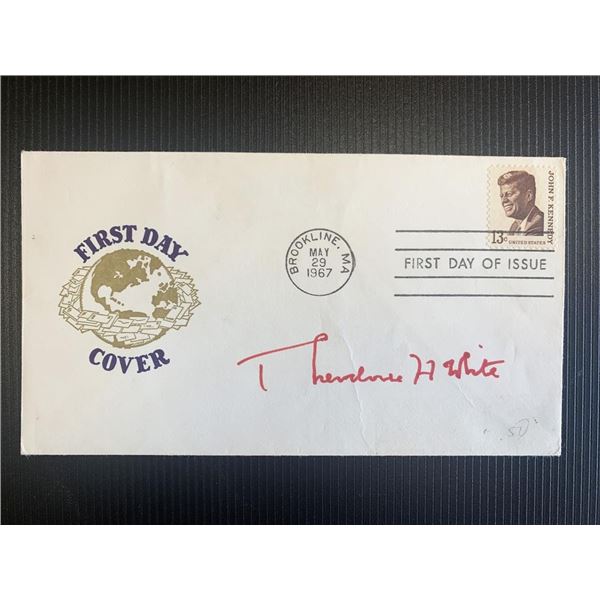 FIRST DAY
COVER
BROOKLINE, MA
MAY
29
1967
JOHN F. KENNEDY
13c
UNITED STATES
FIRST DAY OF ISSUE
Theodore H White
.50